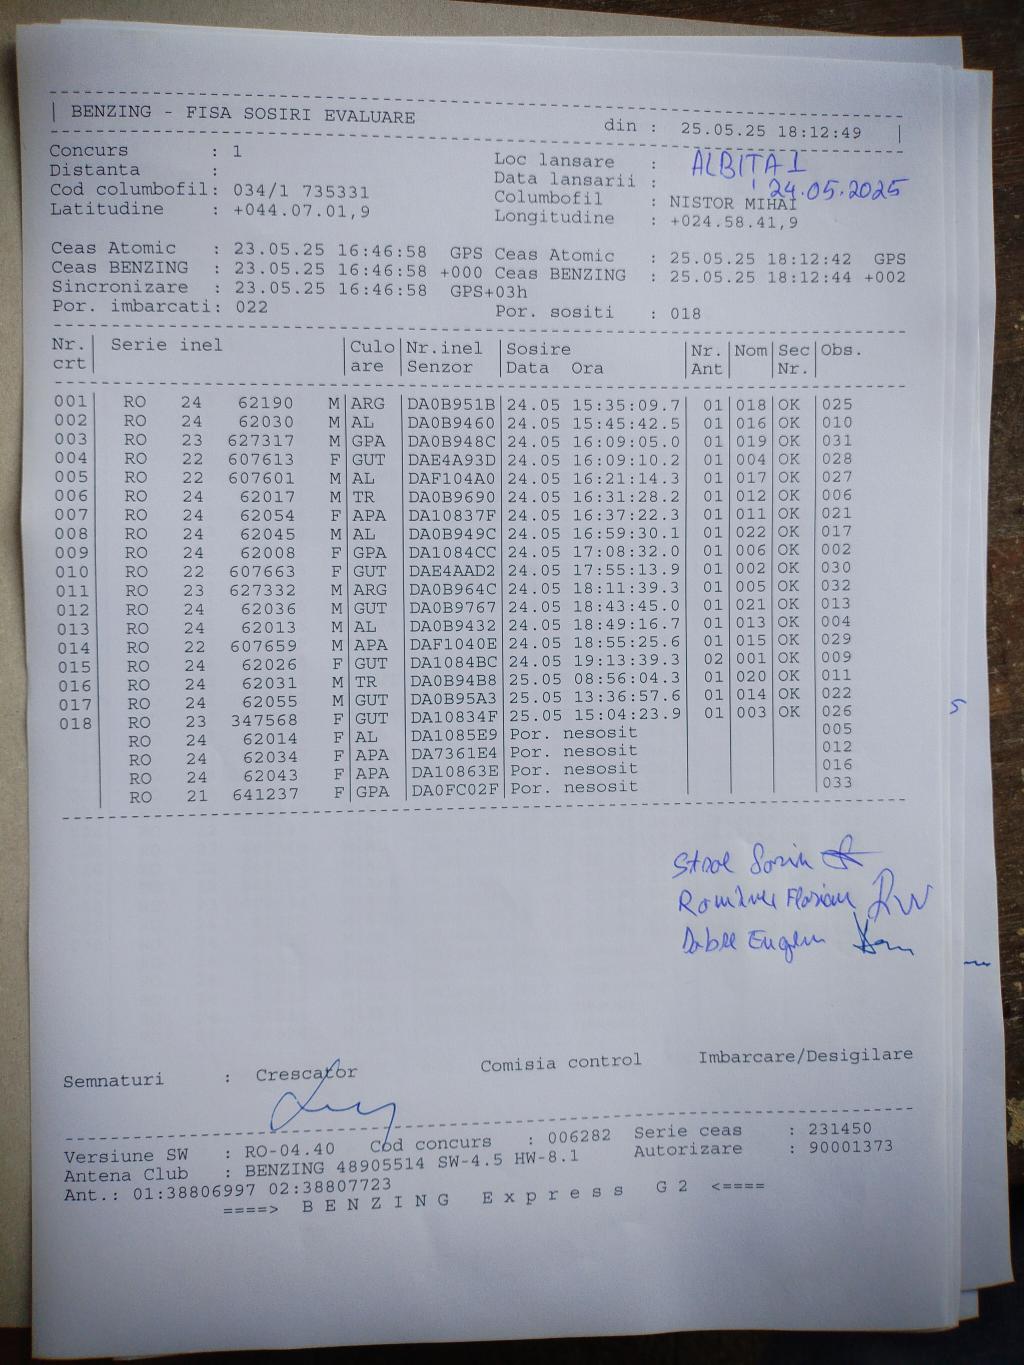 BENZING - FISA SOSIRI EVALUARE din : 25.05.25 18:12:49
Concurs : 1 Loc lansare : ALBITA 1
Distanta : Data lansarii : 24.05.2025
Cod columbofil: 034/1 735331 Columbofil : NISTOR MIHAI
Latitudine : +044.07.01,9 Longitudine : +024.58.41,9
Ceas Atomic : 23.05.25 16:46:58 GPS Ceas Atomic : 25.05.25 18:12:42 GPS
Ceas BENZING : 23.05.25 16:46:58 +000 Ceas BENZING : 25.05.25 18:12:44 +002
Sincronizare : 23.05.25 16:46:58 GPS+03h
Por. imbarcati: 022 Por. sositi : 018
Nr. Serie inel Culo Nr.inel Sosire Nr. Nom Sec Obs.
crt are Senzor Data Ora Ant Nr.
001 RO 24 62190 M ARG DA0B951B 24.05 15:35:09.7 01 018 OK 025
002 RO 24 62030 M AL DA0B9460 24.05 15:45:42.5 01 016 OK 010
003 RO 23 627317 M GPA DA0B948C 24.05 16:09:05.0 01 019 OK 031
004 RO 22 607613 F GUT DAE4A93D 24.05 16:09:10.2 01 004 OK 028
005 RO 22 607601 M AL DAF104A0 24.05 16:21:14.3 01 017 OK 027
006 RO 24 62017 M TR DA0B9690 24.05 16:31:28.2 01 012 OK 006
007 RO 24 62054 F APA DA10837F 24.05 16:37:22.3 01 011 OK 021
008 RO 24 62045 M AL DA0B949C 24.05 16:59:30.1 01 022 OK 017
009 RO 24 62008 F GPA DA1084CC 24.05 17:08:32.0 01 006 OK 002
010 RO 22 607663 F GUT DAE4AAD2 24.05 17:55:13.9 01 002 OK 030
011 RO 23 627332 M ARG DA0B964C 24.05 18:11:39.3 01 005 OK 032
012 RO 24 62036 M GUT DA0B9767 24.05 18:43:45.0 01 021 OK 013
013 RO 24 62013 M AL DA0B9432 24.05 18:49:16.7 01 013 OK 004
014 RO 22 607659 M APA DAF1040E 24.05 18:55:25.6 01 015 OK 029
015 RO 24 62026 F GUT DA1084BC 24.05 19:13:39.3 02 001 OK 009
016 RO 24 62031 M TR DA0B94B8 25.05 08:56:04.3 01 020 OK 011
017 RO 24 62055 M GUT DA0B95A3 25.05 13:36:57.6 01 014 OK 022
018 RO 23 347568 F GUT DA10834F 25.05 15:04:23.9 01 003 OK 026
RO 24 62014 F AL DA1085E9 Por. nesosit 005
RO 24 62034 F APA DA7361E4 Por. nesosit 012
RO 24 62043 F APA DA10863E Por. nesosit 016
RO 21 641237 F GPA DA0FC02F Por. nesosit 033
Sorin
Florian
Eugen
Semnaturi : Crescator Comisia control Imbarcare/Desigilare
Versiune SW : RO-04.40 Cod concurs : 006282 Serie ceas : 231450
Antena Club : BENZING 48905514 SW-4.5 HW-8.1 Autorizare : 90001373
Ant.: 01:38806997 02:38807723
====> B E N Z I N G E x p r e s s G 2 <====